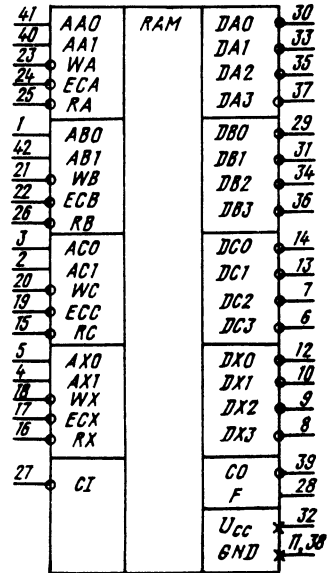 41 AA0 RAM DA0 30
40 AA1 DA1 33
23 WA DA2 35
24 ECA DA3 37
25 RA
1 AB0 DB0 29
42 AB1 DB1 31
21 WB DB2 34
22 ECB DB3 36
26 RB
3 AC0 DC0 14
2 AC1 DC1 13
20 WC DC2 7
19 ECC DC3 6
15 RC
5 AX0 DX0 12
4 AX1 DX1 10
18 WX DX2 9
17 ECX DX3 8
16 RX
27 CI CO 39
F 28
Ucc 32
GND 11,38